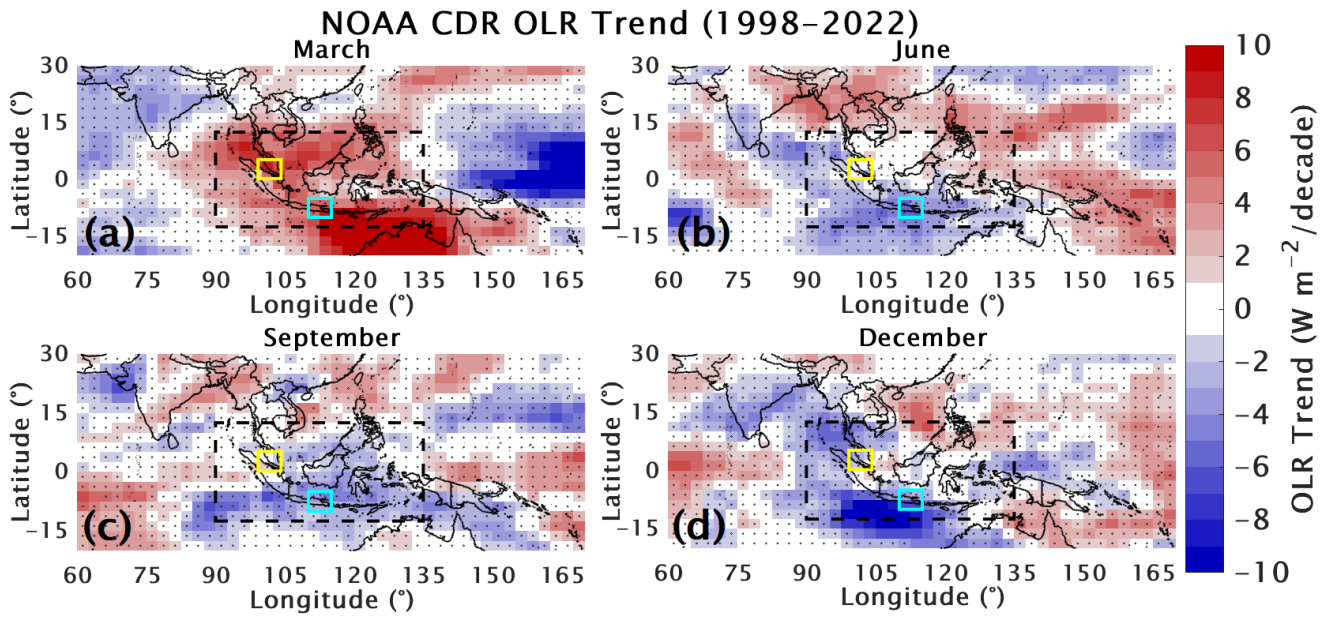 NOAA CDR OLR Trend (1998–2022)
March
June
30
15
0
−15
Latitude (°)
(a)
60 75 90 105 120 135 150 165
Longitude (°)
30
15
0
−15
Latitude (°)
(b)
60 75 90 105 120 135 150 165
Longitude (°)
September
December
30
15
0
−15
Latitude (°)
(c)
60 75 90 105 120 135 150 165
Longitude (°)
30
15
0
−15
Latitude (°)
(d)
60 75 90 105 120 135 150 165
Longitude (°)
10
8
6
4
2
0
−2
−4
−6
−8
−10
OLR Trend (W m⁻²/decade)